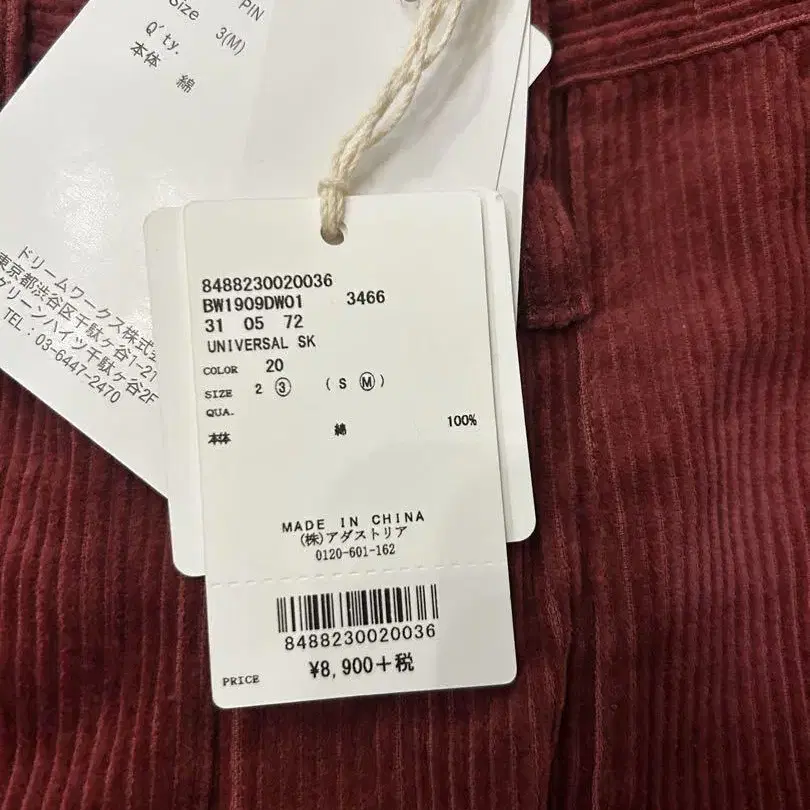 PIN
Size 3(M)
Q'ty.
本体 綿
ドリームワークス株式
東京都渋谷区千駄ヶ谷1-21
グリーンハイツ千駄ケ谷2F
TEL:03-6447-2470
8488230020036
BW1909DW01 3466
31 05 72
UNIVERSAL SK
COLOR 20
SIZE 2 ③ (S Ⓜ)
QUA.
本体 綿 100%
MADE IN CHINA
(株)アダストリア
0120-601-162
8488230020036
PRICE ¥8,900+税